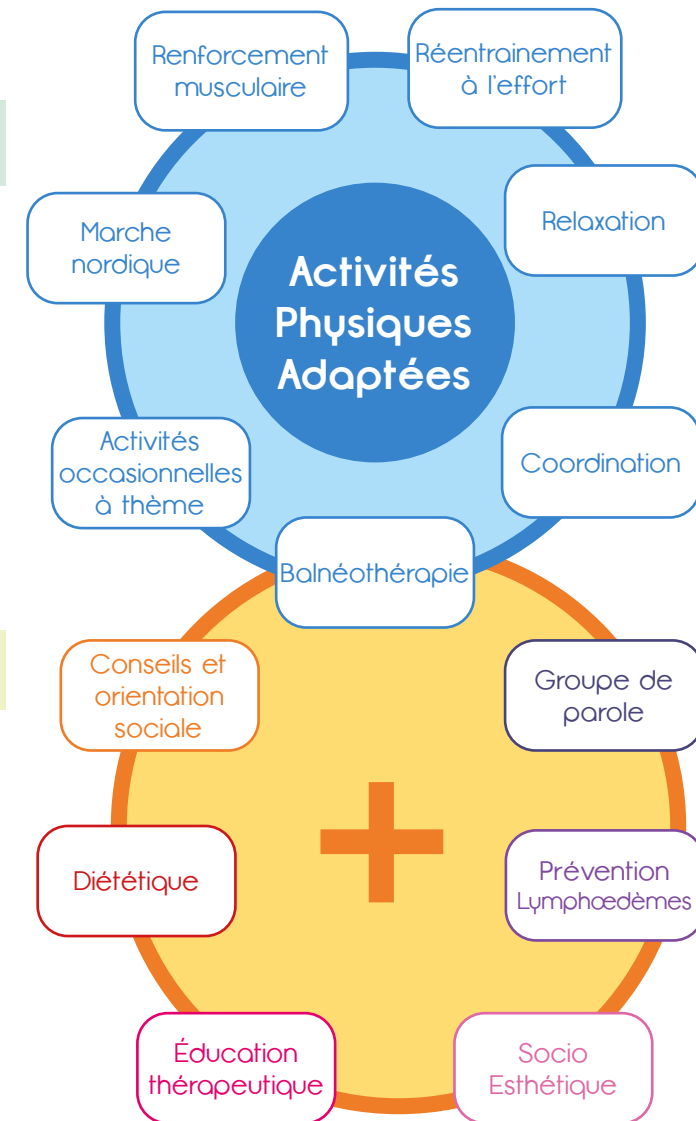 Renforcement
musculaire
Réentrainement
à l'effort
Marche
nordique
Relaxation
Activités
Physiques
Adaptées
Activités
occasionnelles
à thème
Coordination
Balnéothérapie
Conseils et
orientation
sociale
Groupe de
parole
+
Diététique
Prévention
Lymphœdèmes
Éducation
thérapeutique
Socio
Esthétique